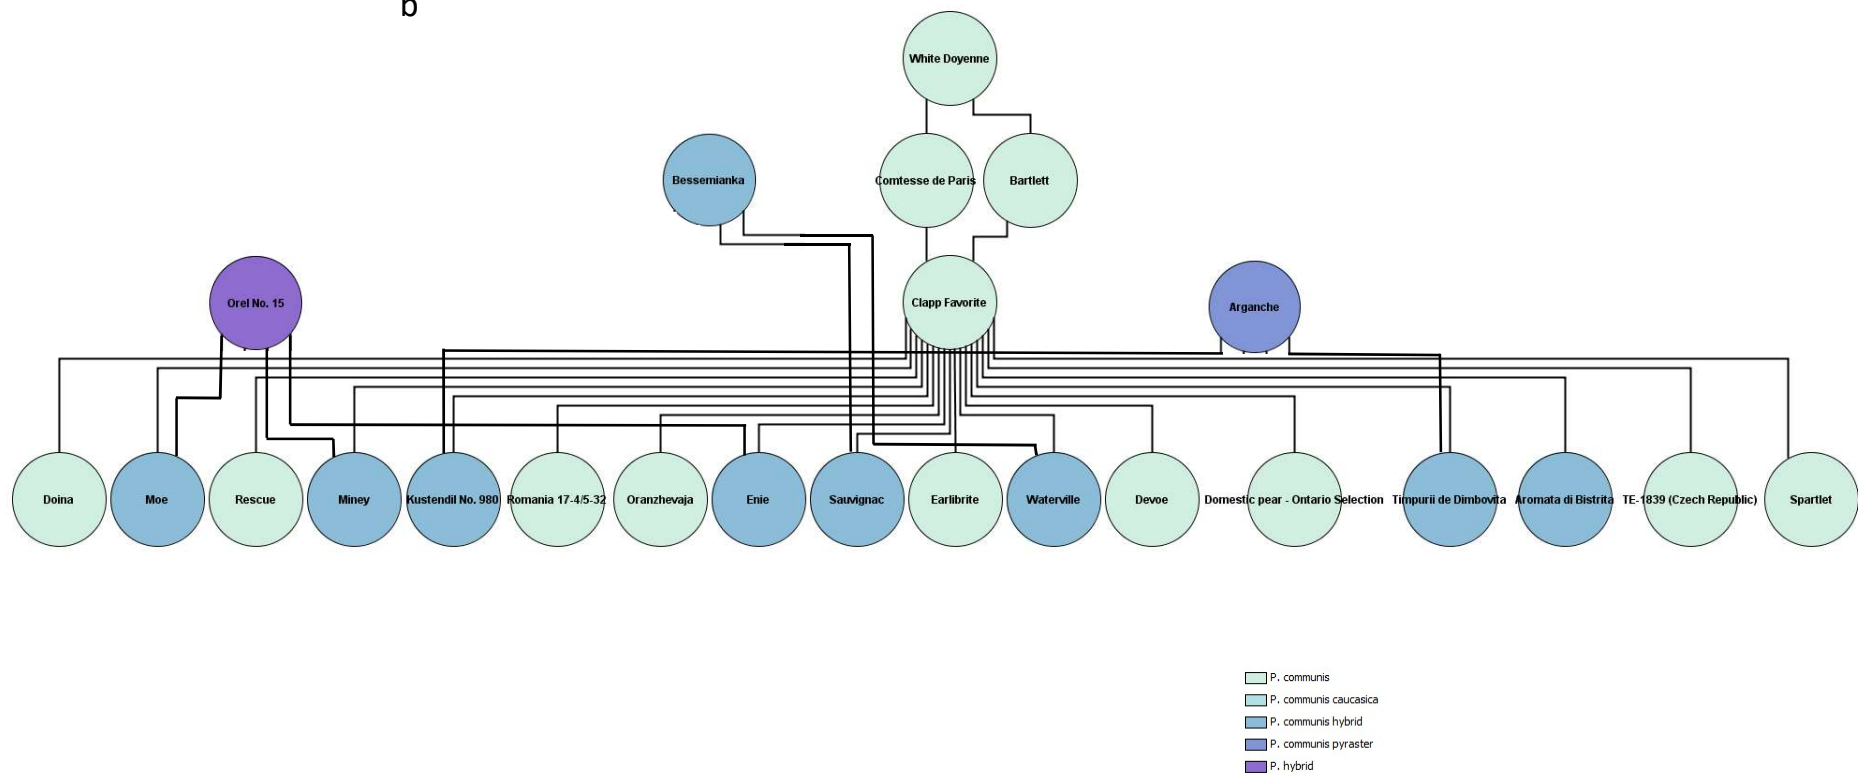 b
White Doyenne
Bessemianka
Comtesse de Paris
Bartlett
Orel No. 15
Clapp Favorite
Arganche
Doina
Moe
Rescue
Miney
Kustendil No. 980
Romania 17-4/5-32
Oranzhevaja
Enie
Sauvignac
Earlibrite
Waterville
Devoe
Domestic pear - Ontario Selection
Timpurii de Dimbovita
Aromata di Bistrita
TE-1839 (Czech Republic)
Spartlet
P. communis
P. communis caucasica
P. communis hybrid
P. communis pyraster
P. hybrid